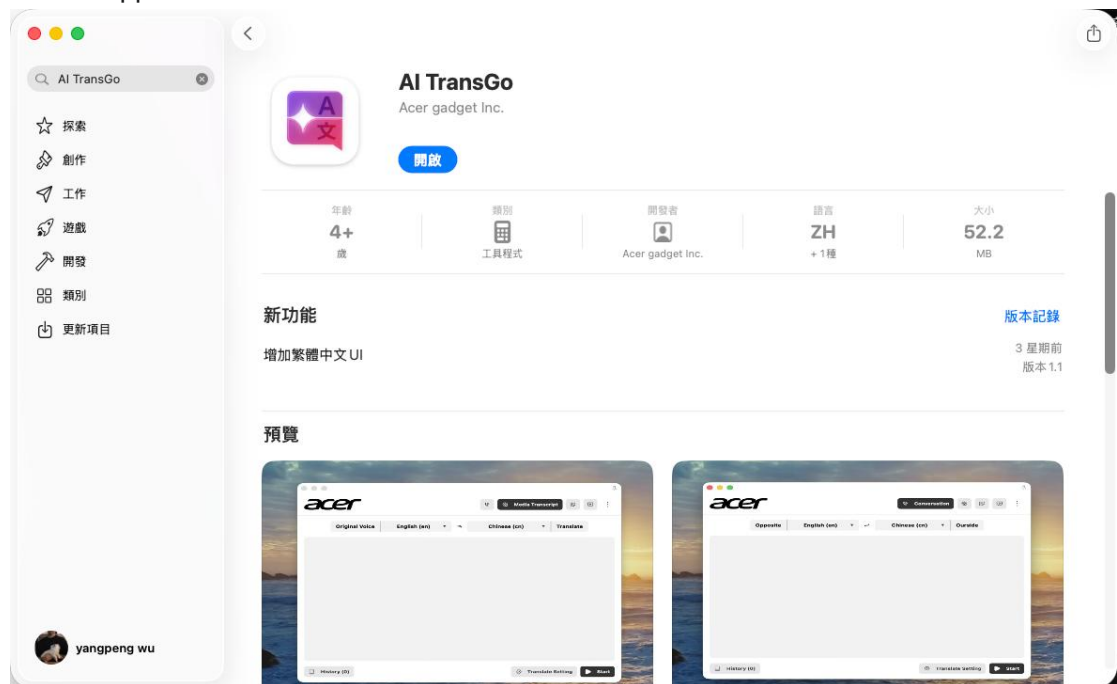 AI TransGo
探索
創作
工作
遊戲
開發
類別
更新項目
yangpeng wu
AI TransGo
Acer gadget Inc.
開啟
年齡
4+
歲
類別
工具程式
開發者
Acer gadget Inc.
語言
ZH
+ 1種
大小
52.2
MB
新功能
版本記錄
增加繁體中文 UI
3 星期前
版本 1.1
預覽
acer
Media Transcript
Original Voice English (en) Chinese (cn) Translate
History (0) Translate Setting Start
acer
Conversation
Opposite English (en) Chinese (cn) Ourside
History (0) Translate Setting Start